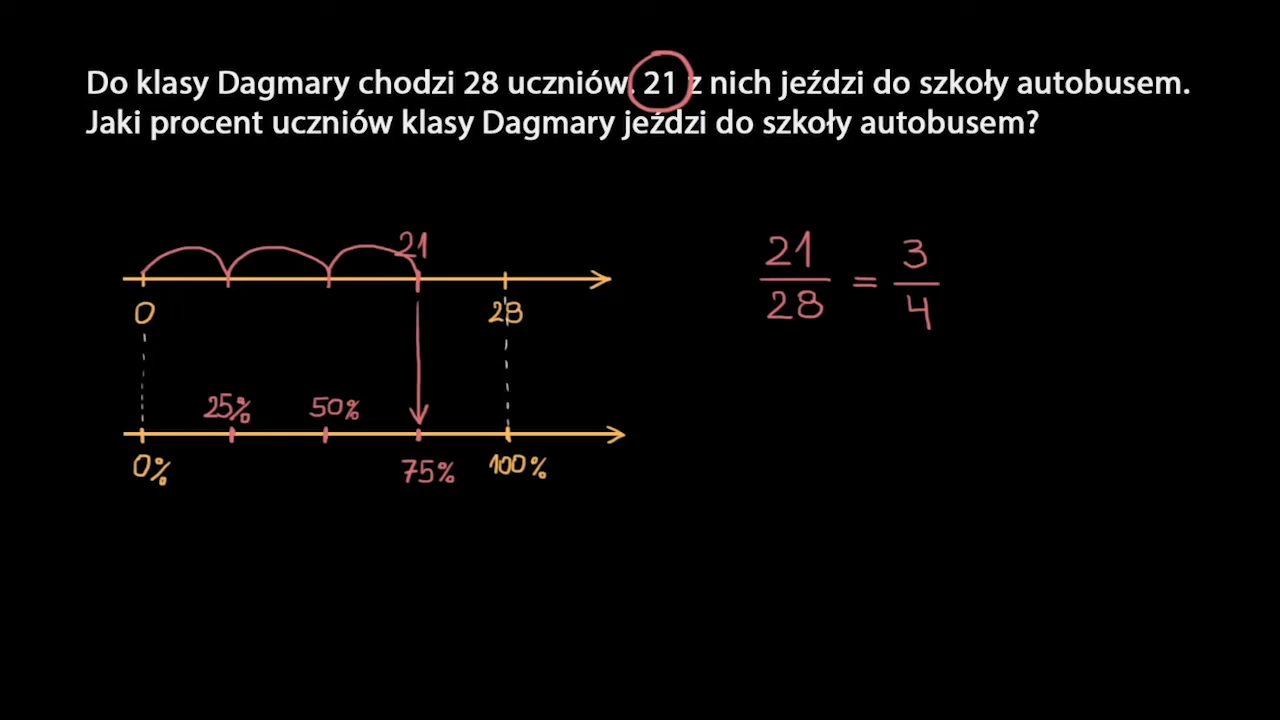 Do klasy Dagmary chodzi 28 uczniów. 21 z nich jeździ do szkoły autobusem.
Jaki procent uczniów klasy Dagmary jeździ do szkoły autobusem?
21
0 28
25% 50%
0% 75% 100%
21/28 = 3/4